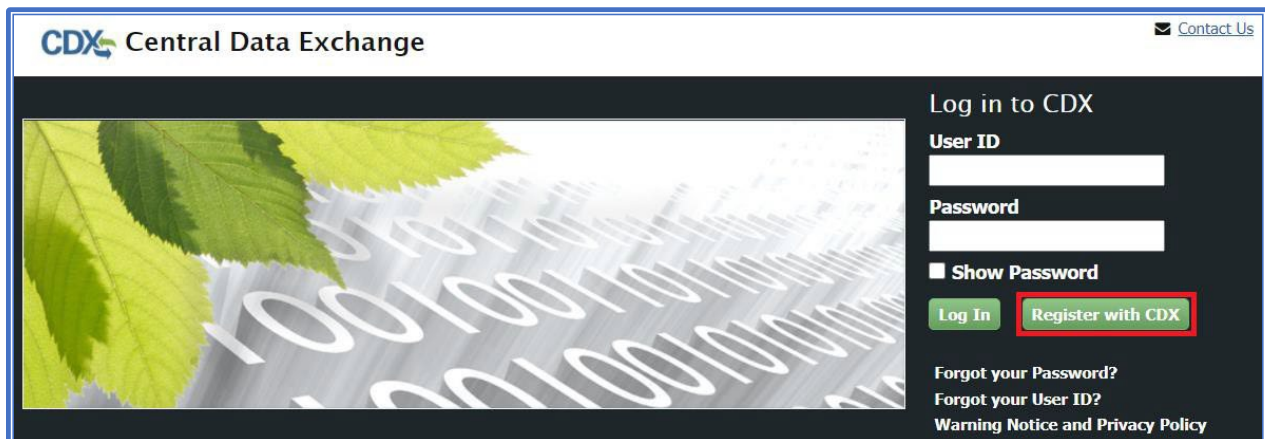 CDX Central Data Exchange
Contact Us
Log in to CDX
User ID
Password
Show Password
Log In Register with CDX
Forgot your Password?
Forgot your User ID?
Warning Notice and Privacy Policy